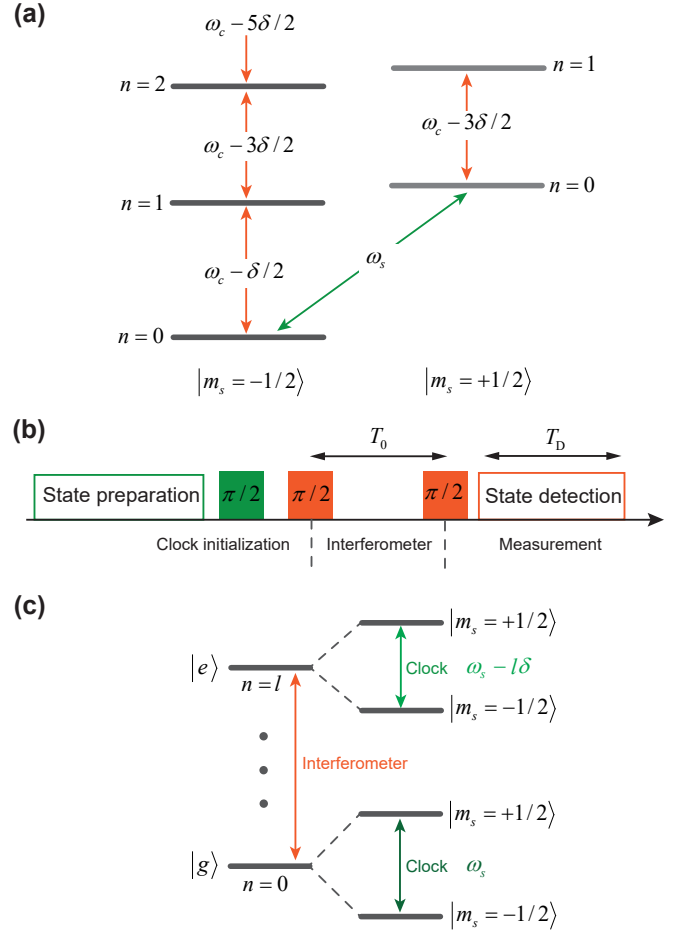 (a)
ω_c − 5δ/2
n = 2
n = 1
ω_c − 3δ/2
ω_c − 3δ/2
n = 1
n = 0
ω_c − δ/2
ω_s
n = 0
|m_s = −1/2⟩
|m_s = +1/2⟩
(b)
T_0
T_D
State preparation
π/2
π/2
π/2
State detection
Clock initialization
Interferometer
Measurement
(c)
|m_s = +1/2⟩
|e⟩
Clock ω_s − lδ
n = l
|m_s = −1/2⟩
Interferometer
|m_s = +1/2⟩
|g⟩
Clock ω_s
n = 0
|m_s = −1/2⟩